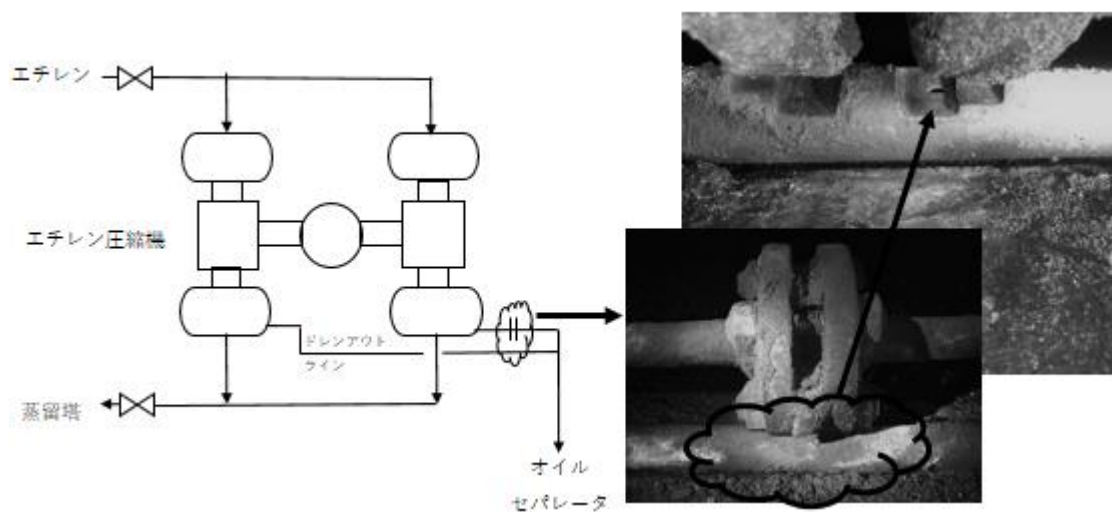 エチレン
エチレン圧縮機
ドレンアウト
ライン
蒸留塔
オイル
セパレータ